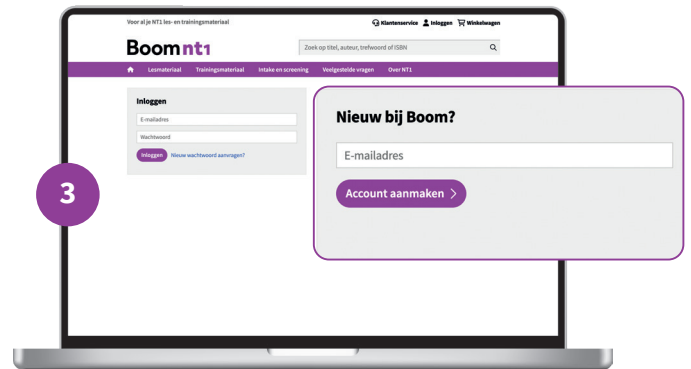 Voor al je NT1 les- en trainingsmateriaal
Klantenservice Inloggen Winkelwagen
Boom nt1
Zoek op titel, auteur, trefwoord of ISBN
Lesmateriaal Trainingsmateriaal Intake en screening Veelgestelde vragen Over NT1
Inloggen
E-mailadres
Wachtwoord
Inloggen Nieuw wachtwoord aanvragen?
Nieuw bij Boom?
E-mailadres
Account aanmaken
3